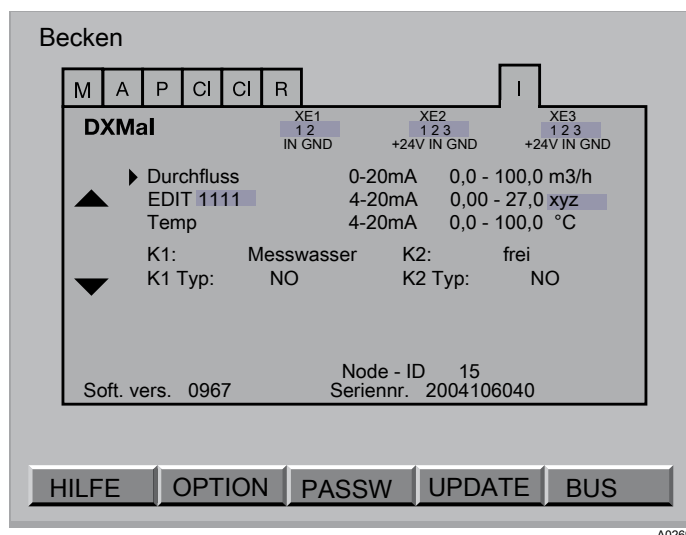 Becken
M A P Cl Cl R I
DXMaI XE1 XE2 XE3
1 2 1 2 3 1 2 3
IN GND +24V IN GND +24V IN GND
Durchfluss 0-20mA 0,0 - 100,0 m3/h
EDIT 1111 4-20mA 0,00 - 27,0 xyz
Temp 4-20mA 0,0 - 100,0 °C
K1: Messwasser K2: frei
K1 Typ: NO K2 Typ: NO
Node - ID 15
Soft. vers. 0967 Seriennr. 2004106040
HILFE OPTION PASSW UPDATE BUS